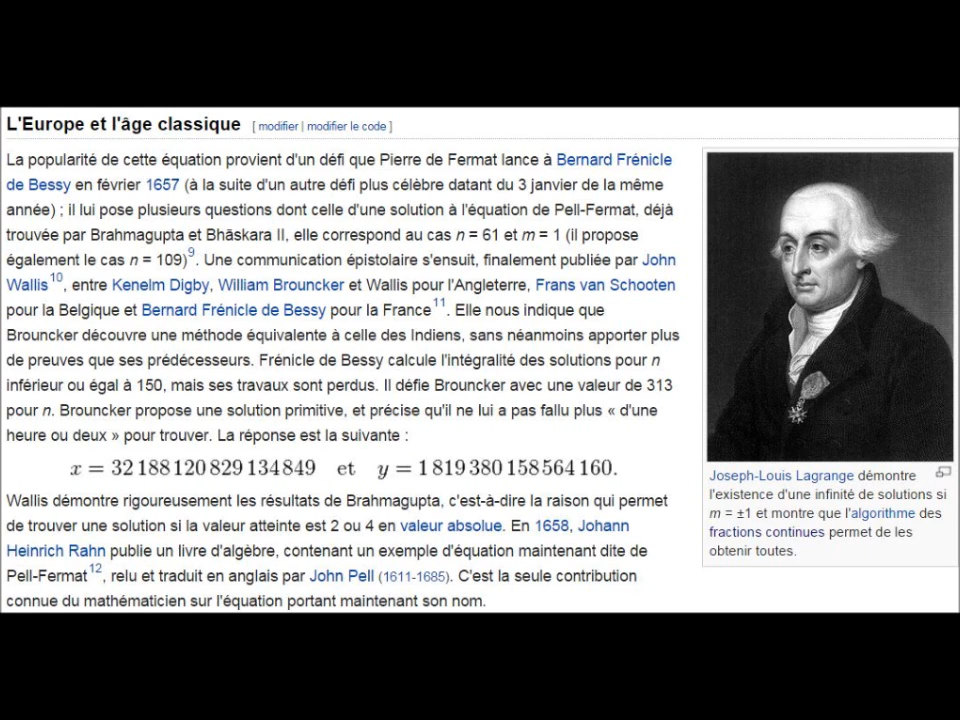 L'Europe et l'âge classique [ modifier | modifier le code ]
La popularité de cette équation provient d'un défi que Pierre de Fermat lance à Bernard Frénicle
de Bessy en février 1657 (à la suite d'un autre défi plus célèbre datant du 3 janvier de la même
année) ; il lui pose plusieurs questions dont celle d'une solution à l'équation de Pell-Fermat, déjà
trouvée par Brahmagupta et Bhāskara II, elle correspond au cas n = 61 et m = 1 (il propose
également le cas n = 109)9. Une communication épistolaire s'ensuit, finalement publiée par John
Wallis10, entre Kenelm Digby, William Brouncker et Wallis pour l'Angleterre, Frans van Schooten
pour la Belgique et Bernard Frénicle de Bessy pour la France11. Elle nous indique que
Brouncker découvre une méthode équivalente à celle des Indiens, sans néanmoins apporter plus
de preuves que ses prédécesseurs. Frénicle de Bessy calcule l'intégralité des solutions pour n
inférieur ou égal à 150, mais ses travaux sont perdus. Il défie Brouncker avec une valeur de 313
pour n. Brouncker propose une solution primitive, et précise qu'il ne lui a pas fallu plus « d'une
heure ou deux » pour trouver. La réponse est la suivante :
x = 32 188 120 829 134 849 et y = 1 819 380 158 564 160.
Wallis démontre rigoureusement les résultats de Brahmagupta, c'est-à-dire la raison qui permet
de trouver une solution si la valeur atteinte est 2 ou 4 en valeur absolue. En 1658, Johann
Heinrich Rahn publie un livre d'algèbre, contenant un exemple d'équation maintenant dite de
Pell-Fermat12, relu et traduit en anglais par John Pell (1611-1685). C'est la seule contribution
connue du mathématicien sur l'équation portant maintenant son nom.
Joseph-Louis Lagrange démontre
l'existence d'une infinité de solutions si
m = ±1 et montre que l'algorithme des
fractions continues permet de les
obtenir toutes.